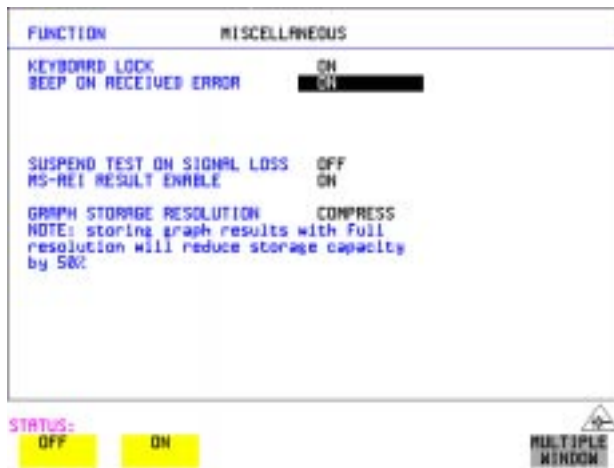 FUNCTION MISCELLANEOUS
KEYBOARD LOCK ON
BEEP ON RECEIVED ERROR ON
SUSPEND TEST ON SIGNAL LOSS OFF
MS-REI RESULT ENABLE ON
GRAPH STORAGE RESOLUTION COMPRESS
NOTE: storing graph results with Full
resolution will reduce storage capacity
by 50%
STATUS:
OFF ON MULTIPLE
WINDOW